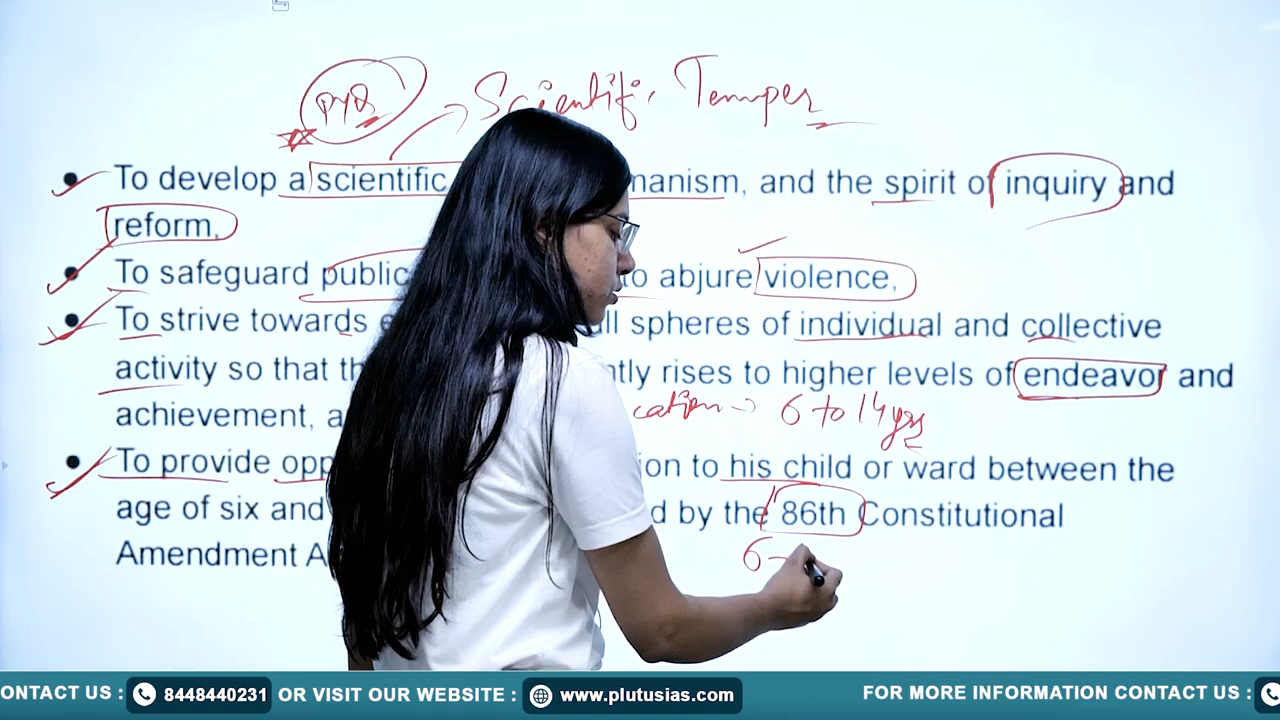 PYQ Scientific Temper
• To develop a scientific manism, and the spirit of inquiry and
reform,
• To safeguard public to abjure violence,
• To strive towards e ll spheres of individual and collective
activity so that th ntly rises to higher levels of endeavor and
achievement, a cation → 6 to 14 yrs
• To provide opp ion to his child or ward between the
age of six and d by the 86th Constitutional
Amendment A 6 -
ONTACT US : 8448440231 OR VISIT OUR WEBSITE : www.plutusias.com FOR MORE INFORMATION CONTACT US :